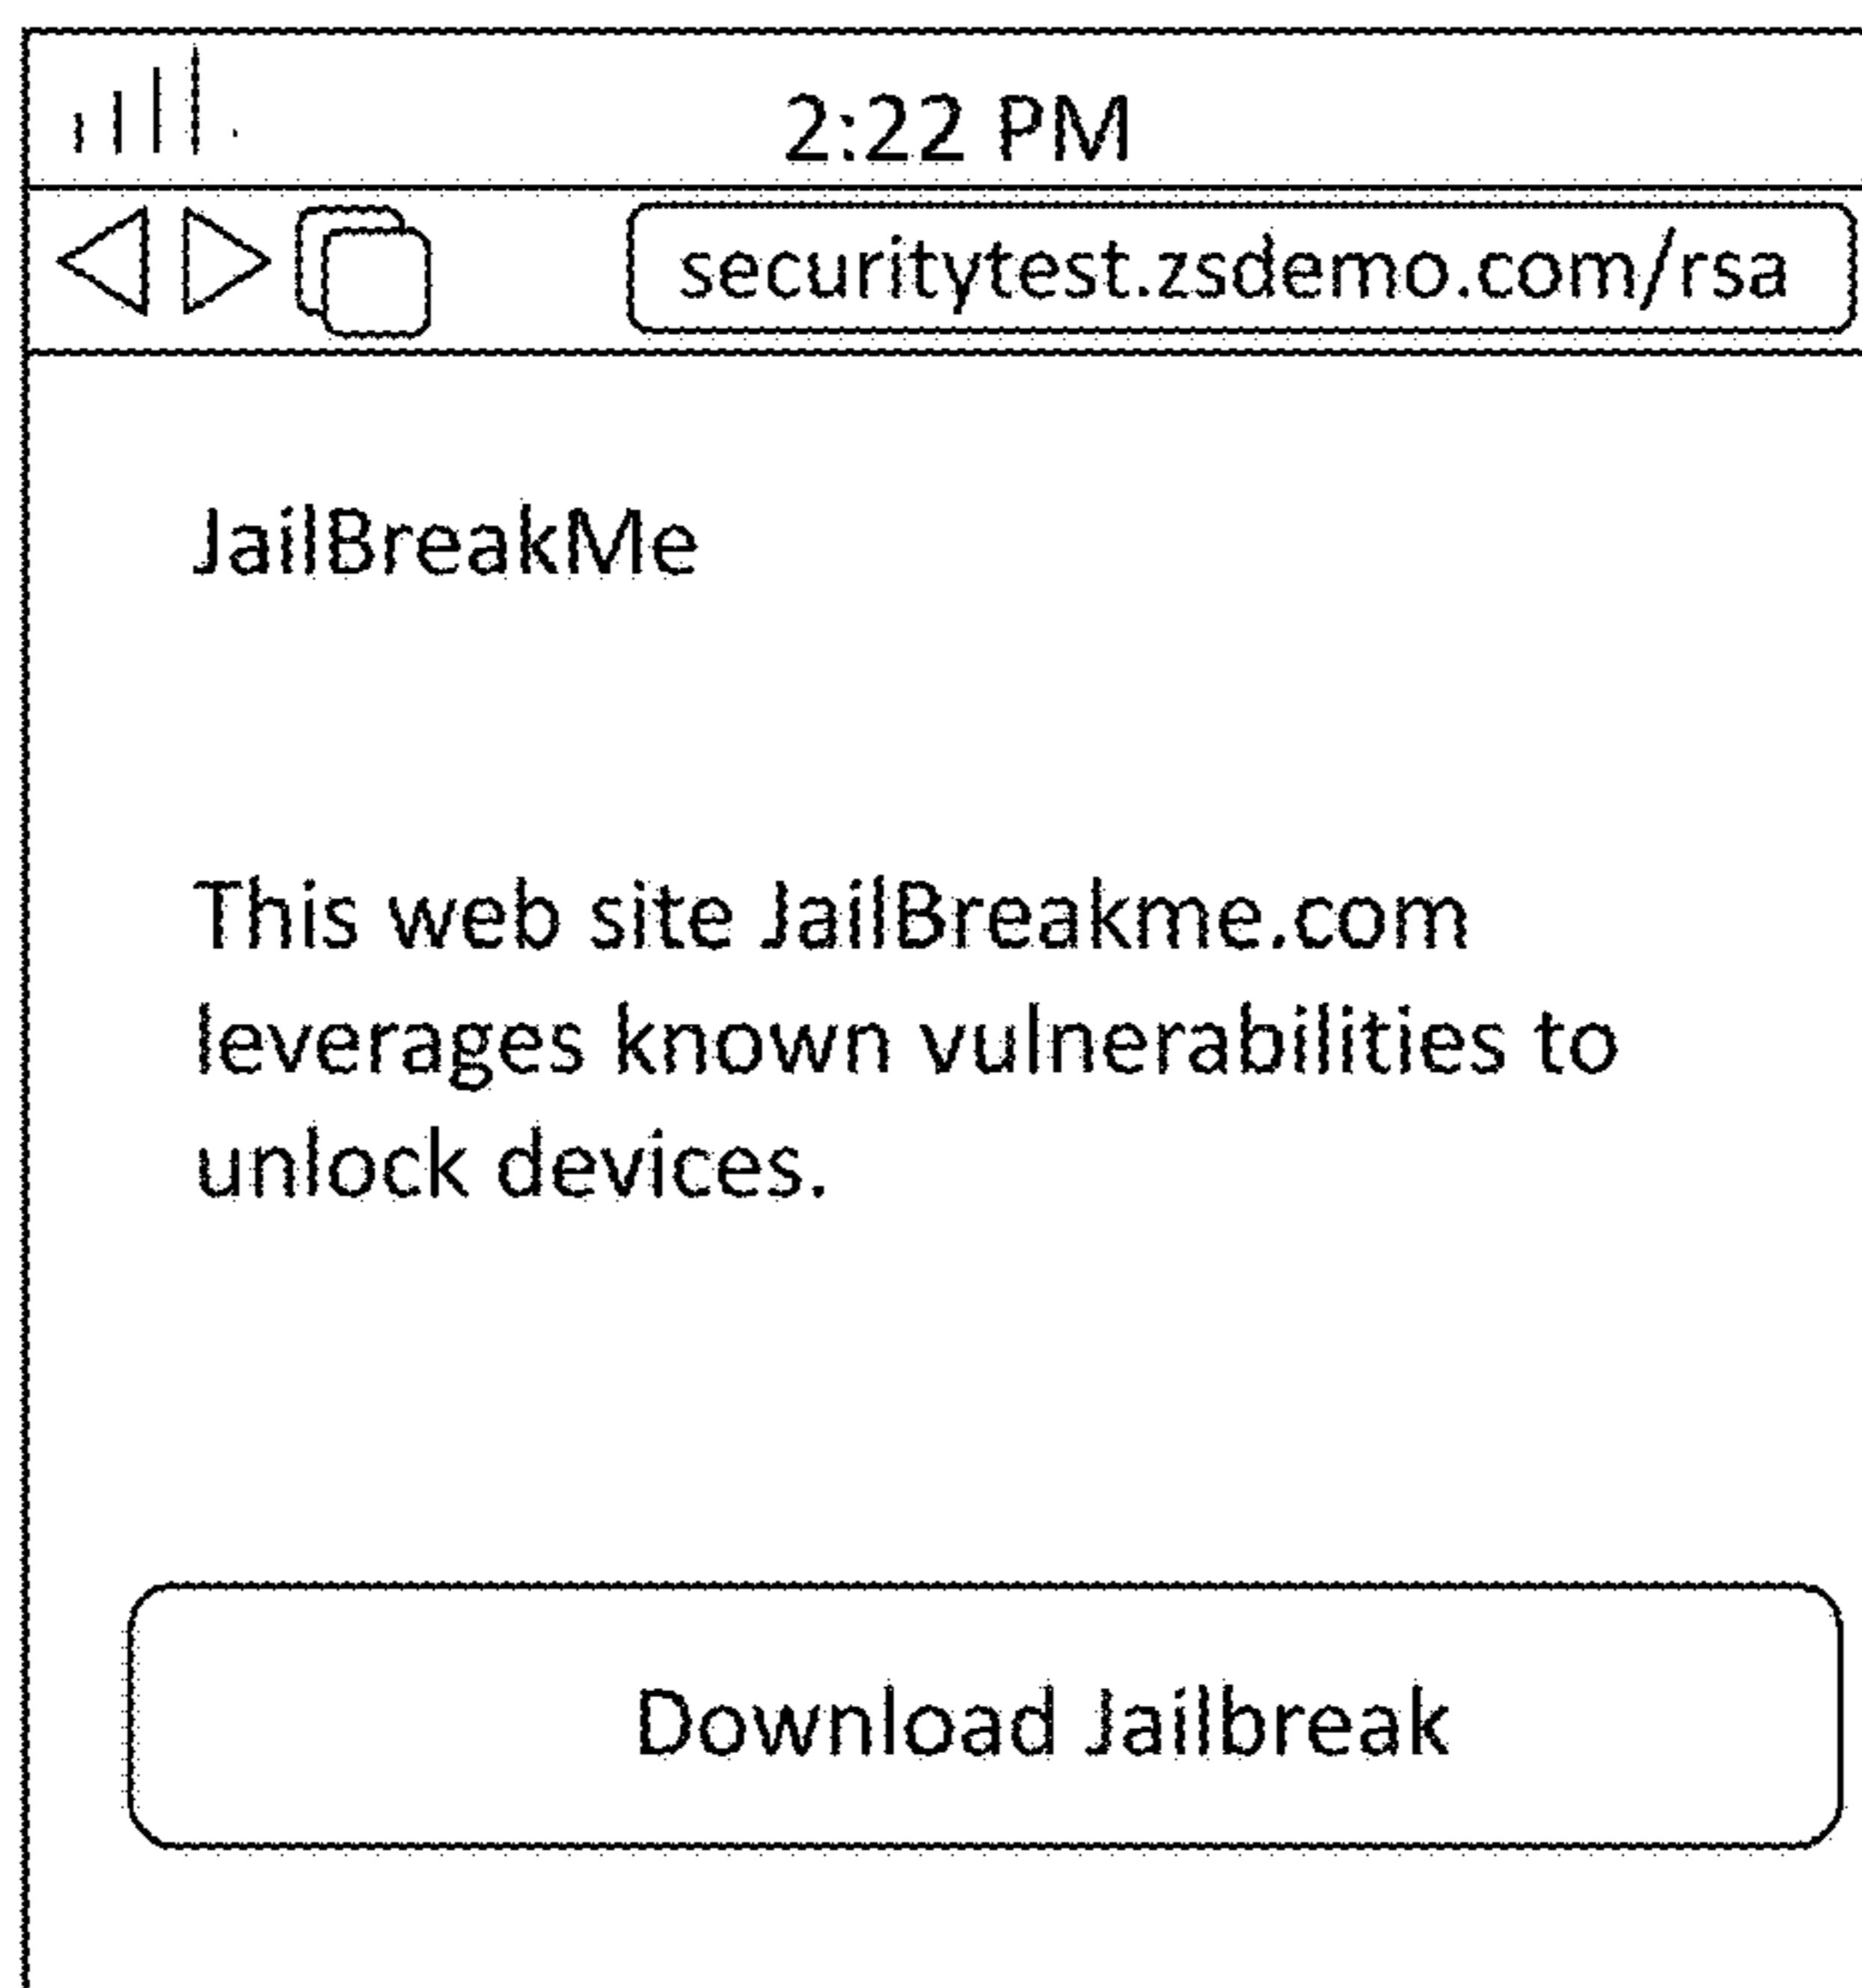 2:22 PM
securitytest.zsdemo.com/rsa
JailBreakMe
This web site JailBreakme.com
leverages known vulnerabilities to
unlock devices.
Download Jailbreak